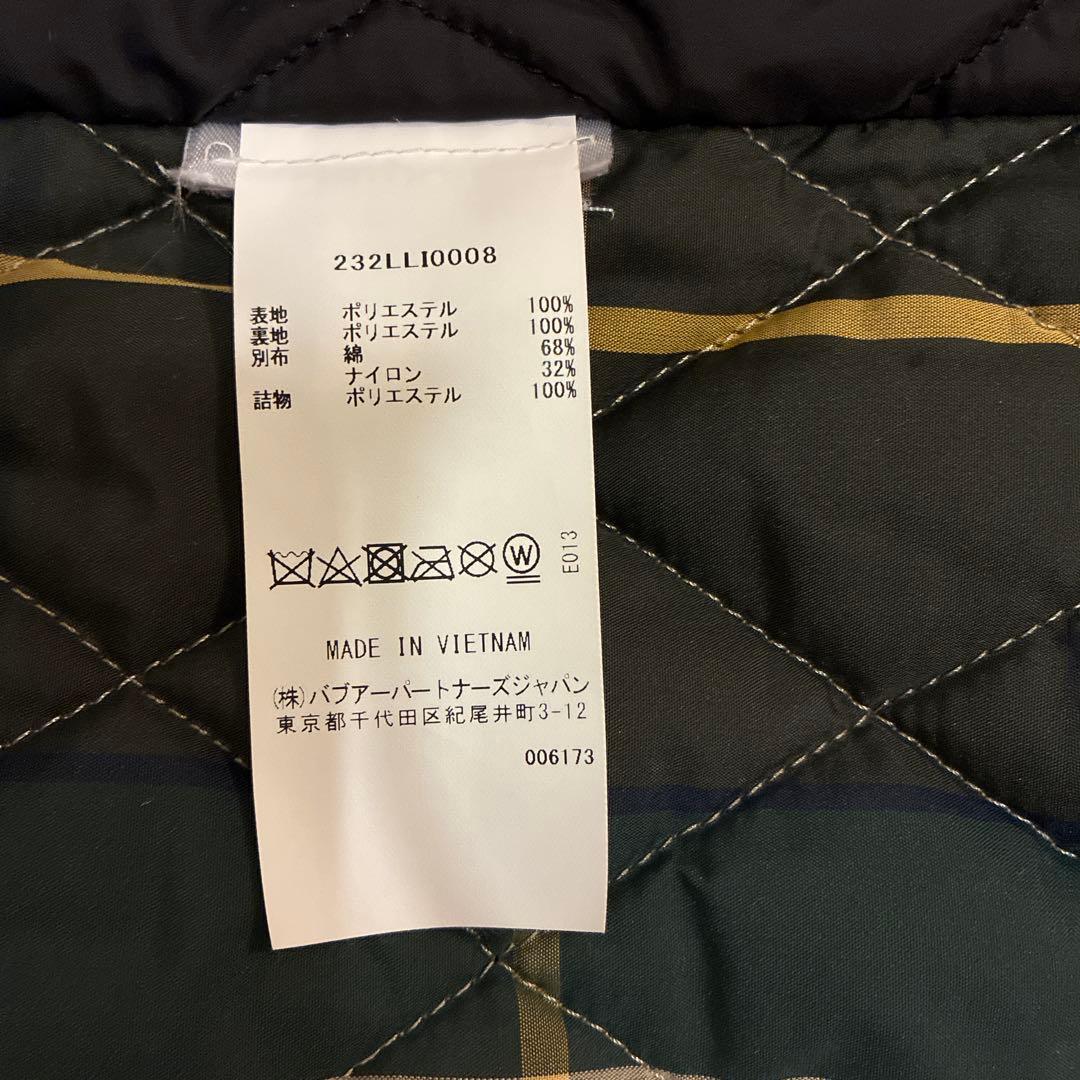 232LLI0008
表地 ポリエステル 100%
裏地 ポリエステル 100%
別布 綿 68%
ナイロン 32%
詰物 ポリエステル 100%
W
E013
MADE IN VIETNAM
(株)バブアーパートナーズジャパン
東京都千代田区紀尾井町3-12
006173